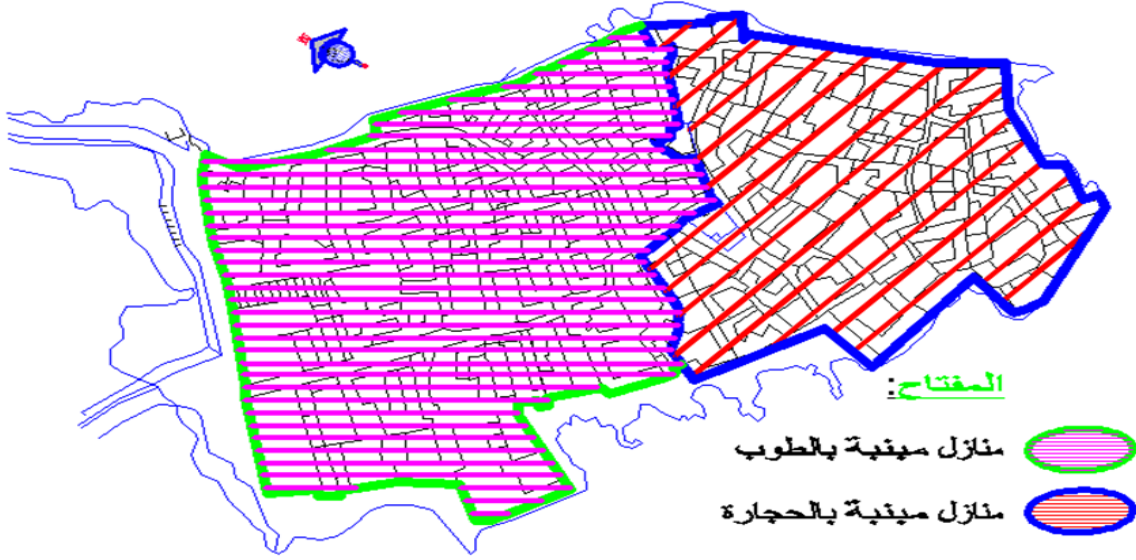 المفتاح:
منازل مبنية بالطوب
منازل مبنية بالحجارة